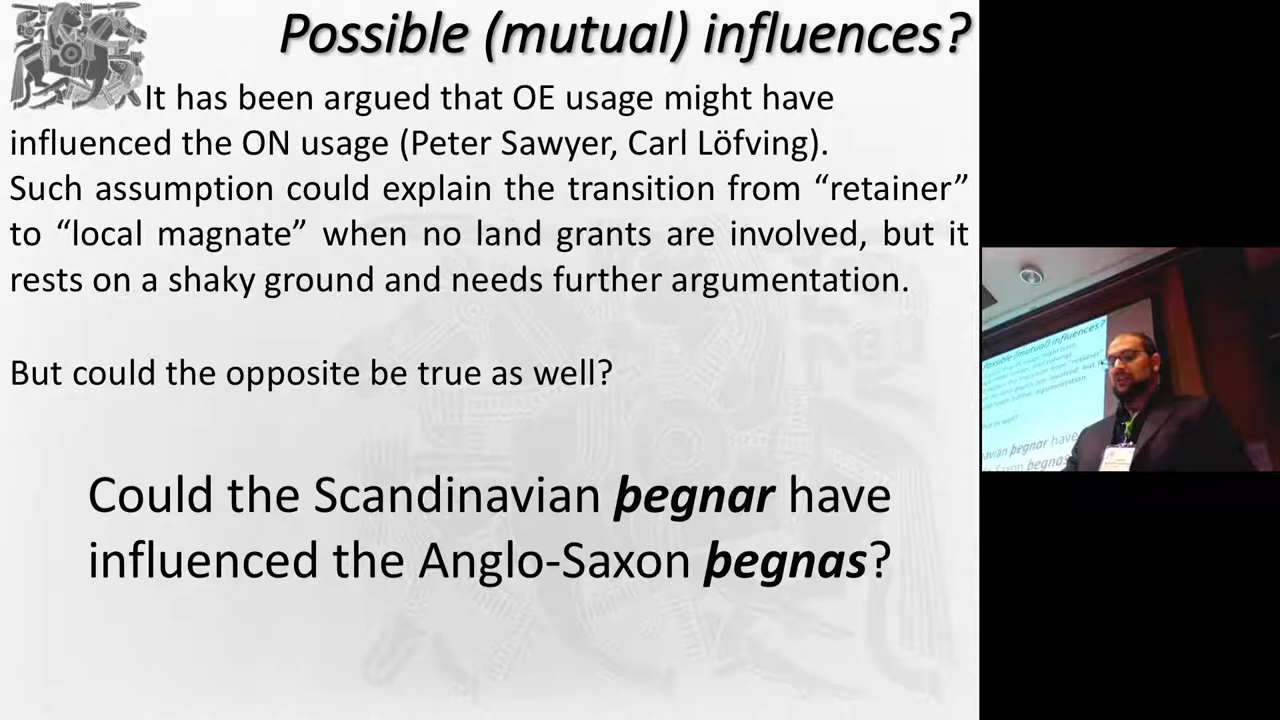 Possible (mutual) influences?
It has been argued that OE usage might have
influenced the ON usage (Peter Sawyer, Carl Löfving).
Such assumption could explain the transition from “retainer”
to “local magnate” when no land grants are involved, but it
rests on a shaky ground and needs further argumentation.
But could the opposite be true as well?
Could the Scandinavian þegnar have
influenced the Anglo-Saxon þegnas?
Possible (mutual) influences?